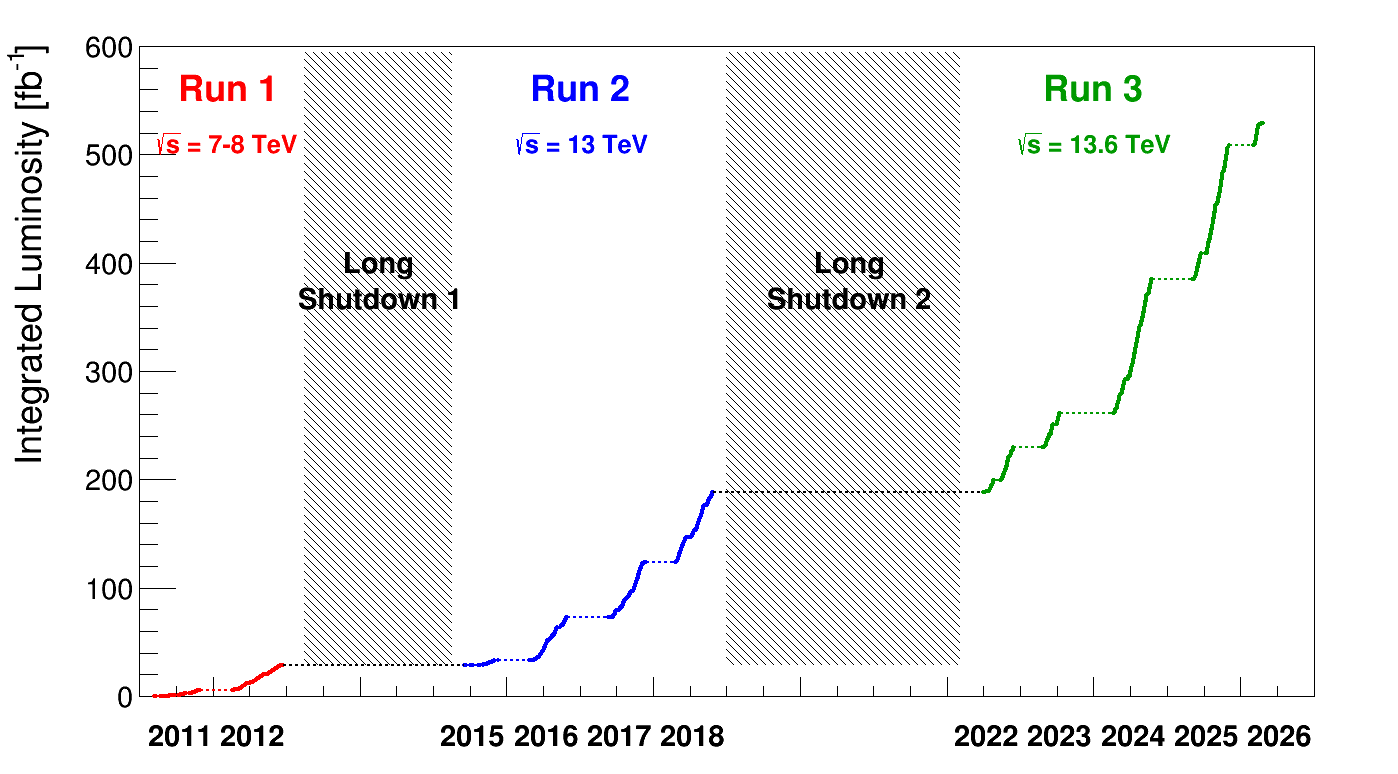 Integrated Luminosity [fb⁻¹]
600
500
400
300
200
100
0
Run 1
√s = 7-8 TeV
Long
Shutdown 1
Run 2
√s = 13 TeV
Long
Shutdown 2
Run 3
√s = 13.6 TeV
2011 2012 2015 2016 2017 2018 2022 2023 2024 2025 2026